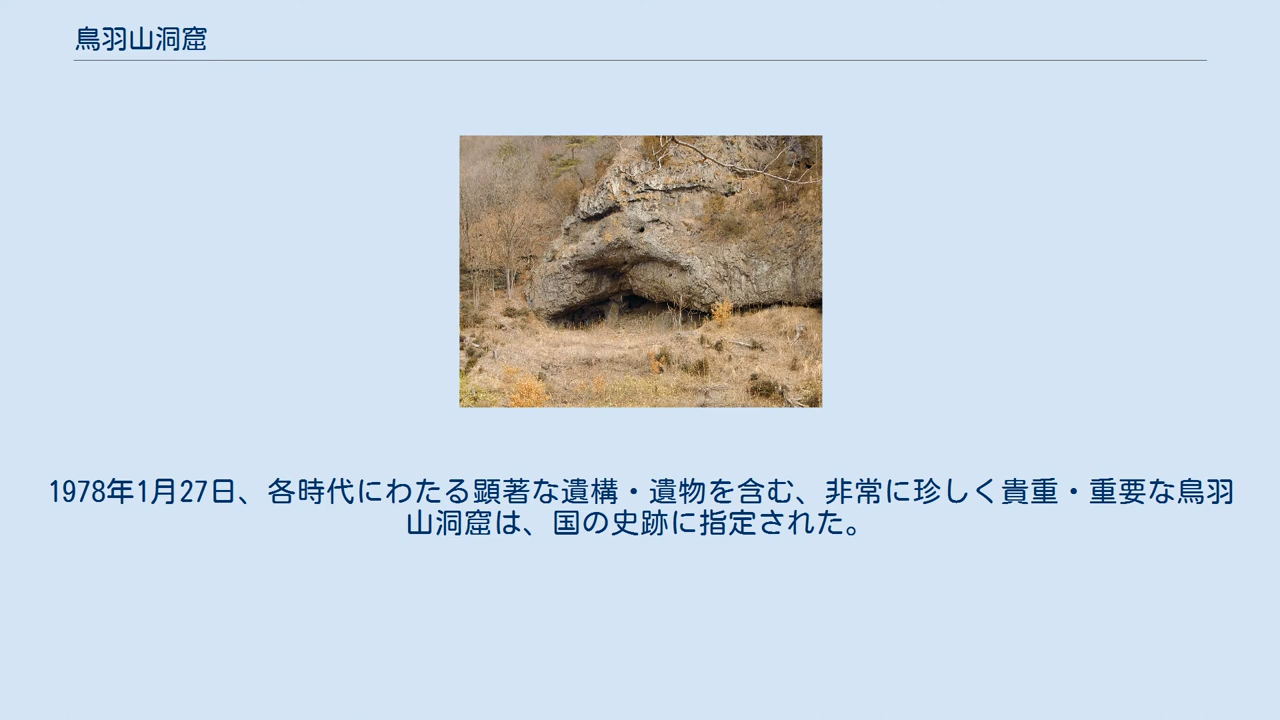 鳥羽山洞窟
1978年1月27日、各時代にわたる顕著な遺構・遺物を含む、非常に珍しく貴重・重要な鳥羽
山洞窟は、国の史跡に指定された。